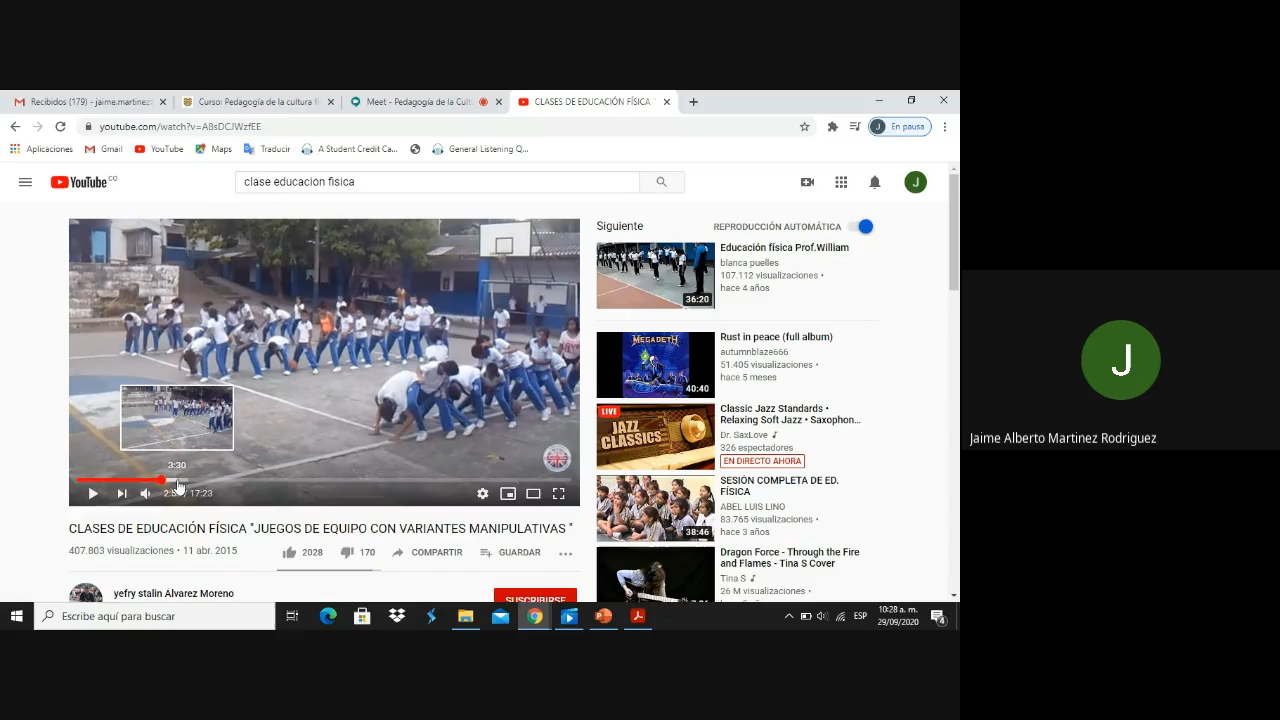 Recibidos (179) - jaime.martinez
Curso: Pedagogía de la cultura fí
Meet - Pedagogía de la Cultu
CLASES DE EDUCACIÓN FÍSICA "
youtube.com/watch?v=A8sDCJWzfEE
En pausa
Aplicaciones
Gmail
YouTube
Maps
Traducir
A Student Credit Ca...
General Listening Q...
YouTube CO
clase educacion fisica
J
3:30
17:23
CLASES DE EDUCACIÓN FÍSICA "JUEGOS DE EQUIPO CON VARIANTES MANIPULATIVAS "
407.803 visualizaciones • 11 abr. 2015
2028
170
COMPARTIR
GUARDAR
yefry stalin Alvarez Moreno
SUSCRIBIRSE
Siguiente
REPRODUCCIÓN AUTOMÁTICA
36:20
Educación física Prof.William
blanca puelles
107.112 visualizaciones •
hace 4 años
MEGADETH
40:40
Rust in peace (full album)
autumnblaze666
51.405 visualizaciones •
hace 5 meses
LIVE
JAZZ
CLASSICS
Classic Jazz Standards •
Relaxing Soft Jazz • Saxophon...
Dr. SaxLove
326 espectadores
EN DIRECTO AHORA
38:46
SESIÓN COMPLETA DE ED.
FÍSICA
ABEL LUIS LINO
83.765 visualizaciones •
hace 3 años
Dragon Force - Through the Fire
and Flames - Tina S Cover
Tina S
26 M visualizaciones •
Escribe aquí para buscar
ESP
10:28 a. m.
29/09/2020
4
J
Jaime Alberto Martinez Rodriguez